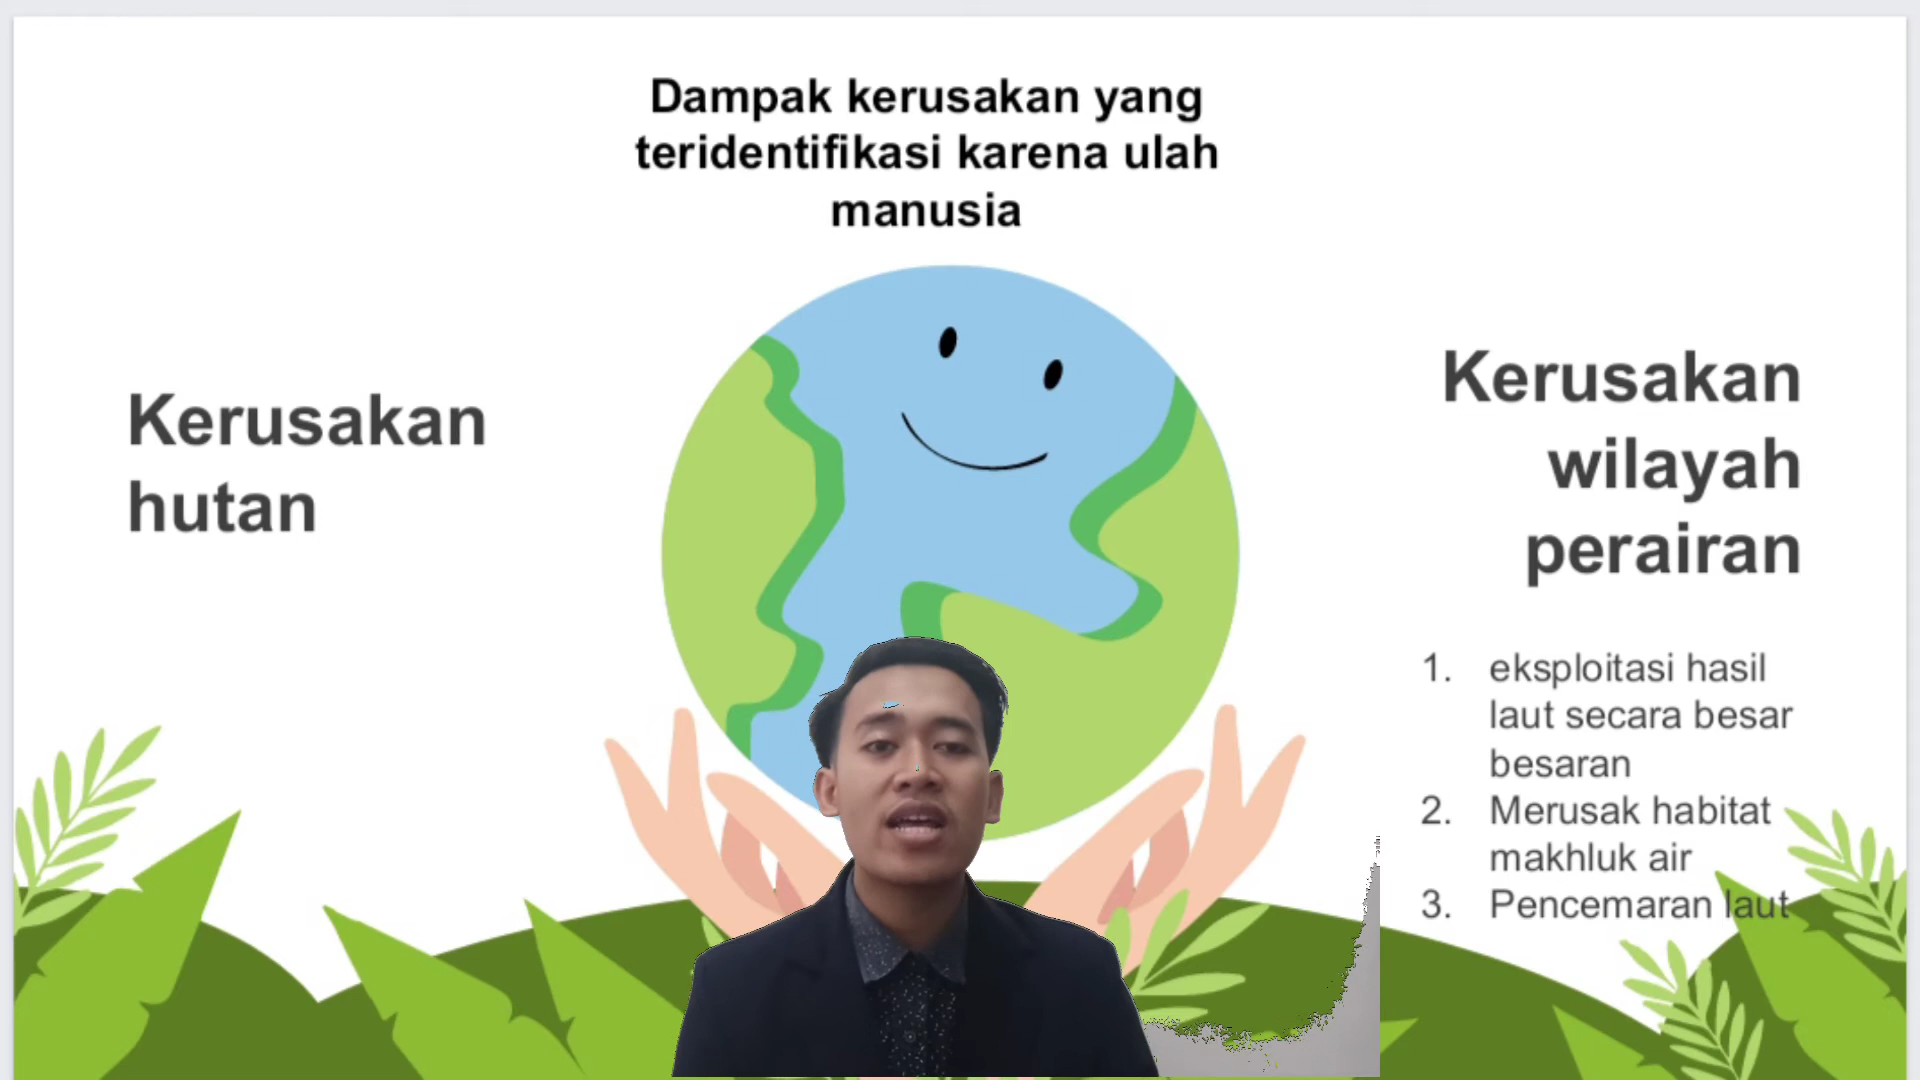 Dampak kerusakan yang
teridentifikasi karena ulah
manusia
Kerusakan
hutan
Kerusakan
wilayah
perairan
1. eksploitasi hasil
laut secara besar
besaran
2. Merusak habitat
makhluk air
3. Pencemaran laut